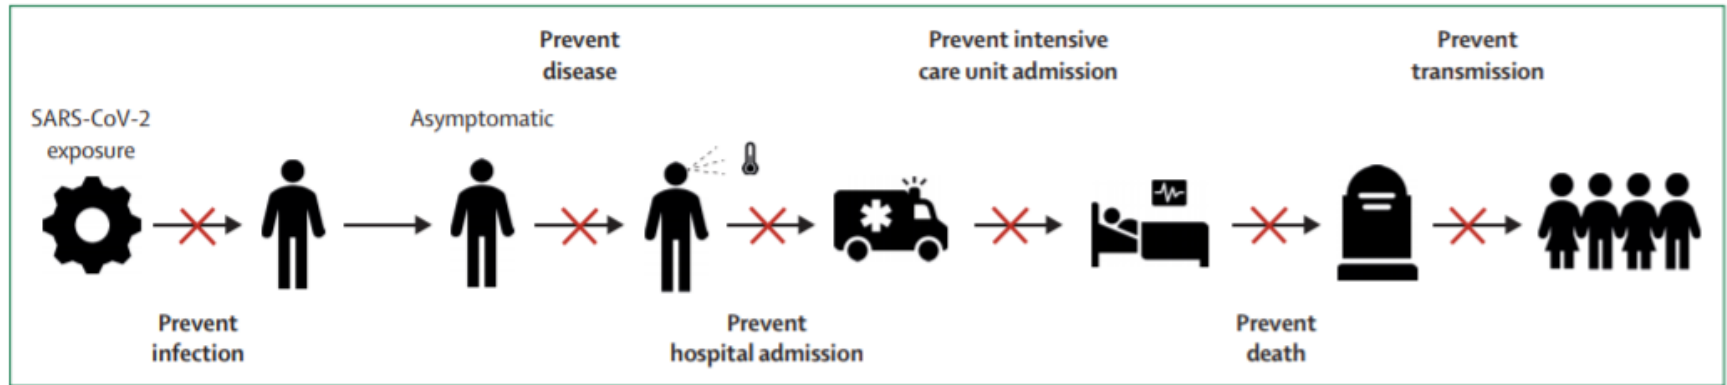 Prevent
disease
Prevent intensive
care unit admission
Prevent
transmission
SARS-CoV-2
exposure
Asymptomatic
Prevent
infection
Prevent
hospital admission
Prevent
death